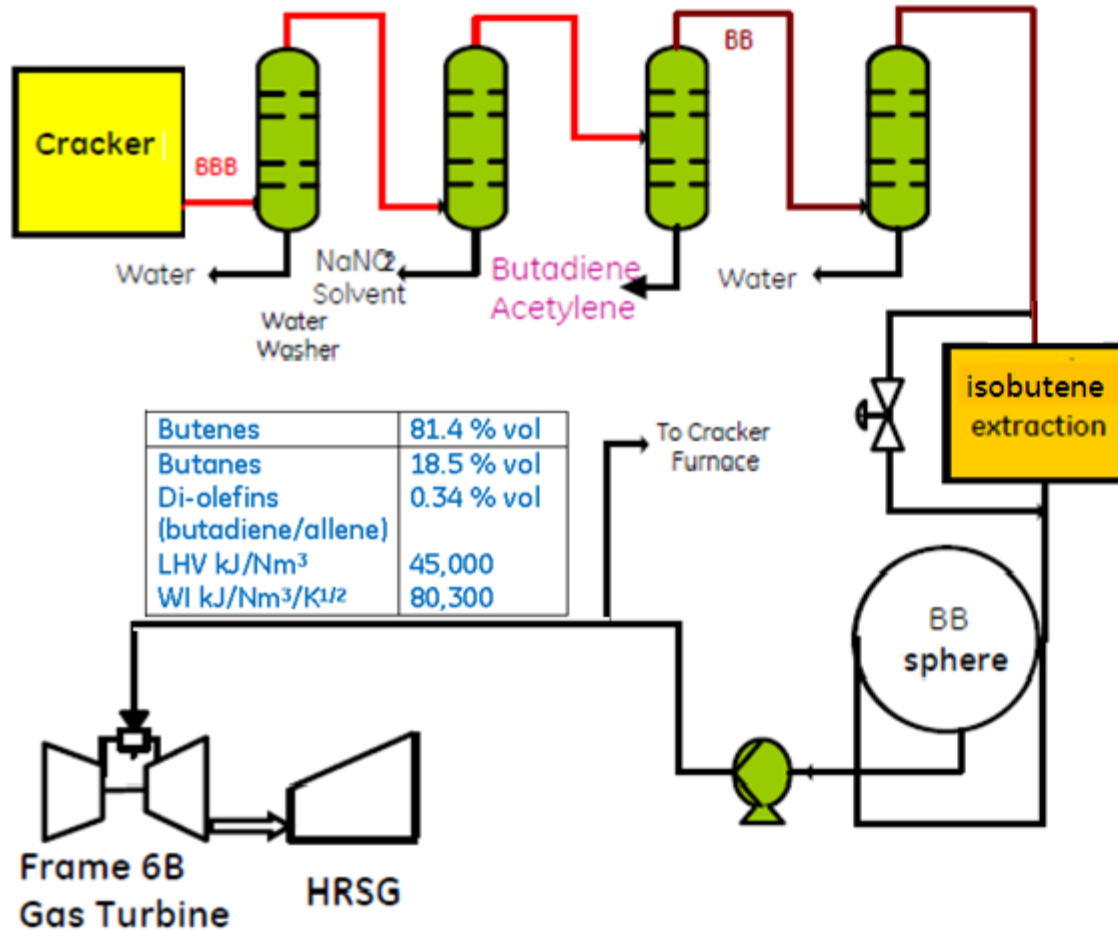 BB
Cracker
BBB
Water
NaNO2
Solvent
Butadiene
Acetylene
Water
Water
Washer
isobutene
extraction
To Cracker
Furnace
Butenes 81.4 % vol
Butanes 18.5 % vol
Di-olefins 0.34 % vol
(butadiene/allene)
LHV kJ/Nm³ 45,000
WI kJ/Nm³/K¹/² 80,300
BB
sphere
Frame 6B
Gas Turbine
HRSG